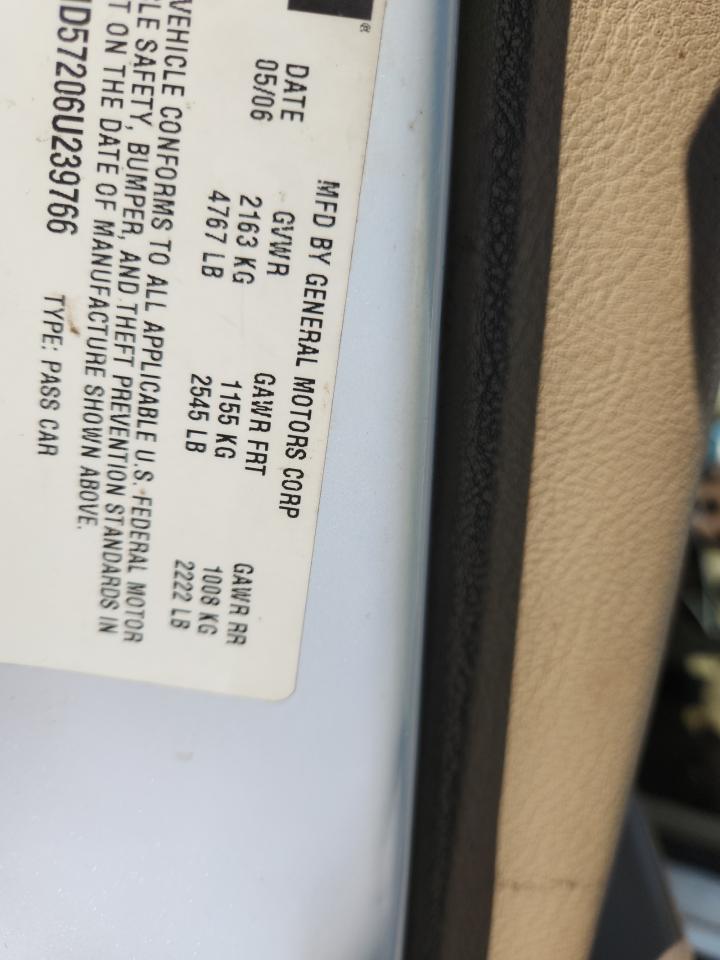 ®
MFD BY GENERAL MOTORS CORP
DATE GVWR GAWR FRT GAWR RR
05/06 2163 KG 1155 KG 1008 KG
4767 LB 2545 LB 2222 LB
VEHICLE CONFORMS TO ALL APPLICABLE U.S. FEDERAL MOTOR
LE SAFETY, BUMPER, AND THEFT PREVENTION STANDARDS IN
T ON THE DATE OF MANUFACTURE SHOWN ABOVE.
D57206U239766 TYPE: PASS CAR